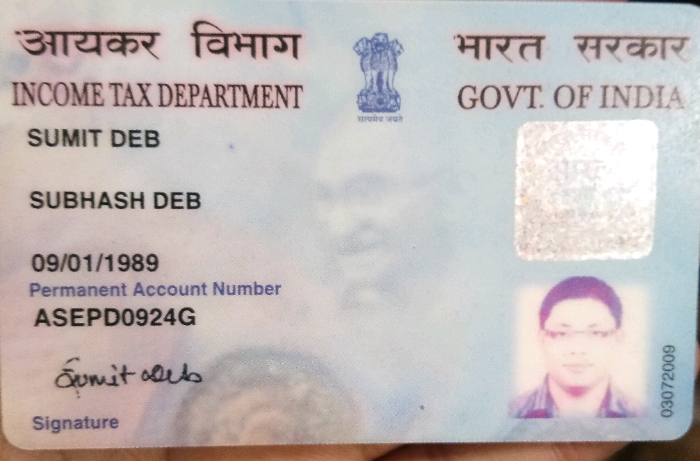 आयकर विभाग
INCOME TAX DEPARTMENT
सत्यमेव जयते
भारत सरकार
GOVT. OF INDIA
SUMIT DEB
SUBHASH DEB
09/01/1989
Permanent Account Number
ASEPD0924G
Sumit Deb
Signature
03072009